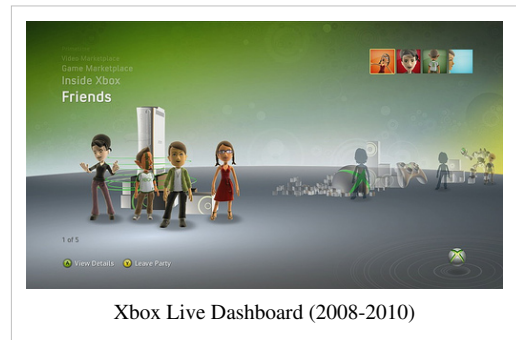 Video Marketplace
Game Marketplace
Inside Xbox
Friends
1 of 5
A View Details Y Leave Party
Xbox Live Dashboard (2008-2010)